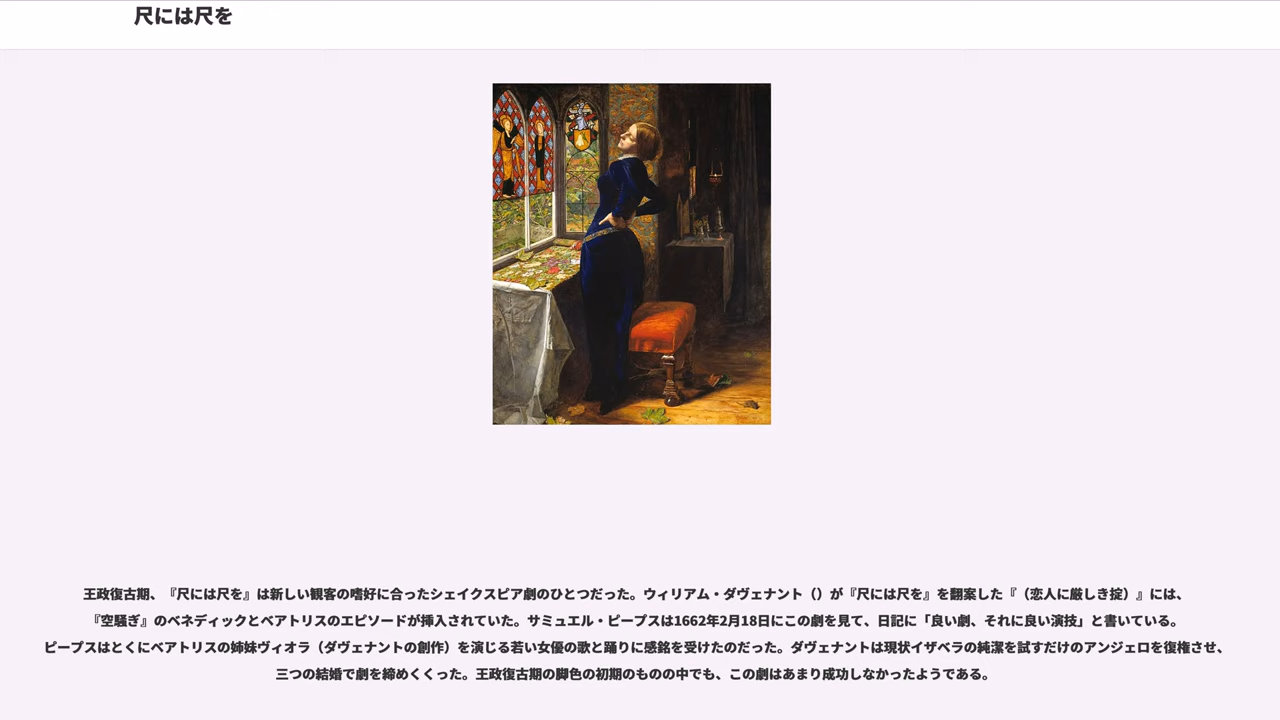 尺には尺を
王政復古期、『尺には尺を』は新しい観客の嗜好に合ったシェイクスピア劇のひとつだった。ウィリアム・ダヴェナント（）が『尺には尺を』を翻案した『（恋人に厳しき掟）』には、
『空騒ぎ』のベネディックとベアトリスのエピソードが挿入されていた。サミュエル・ピープスは1662年2月18日にこの劇を見て、日記に「良い劇、それに良い演技」と書いている。
ピープスはとくにベアトリスの姉妹ヴィオラ（ダヴェナントの創作）を演じる若い女優の歌と踊りに感銘を受けたのだった。ダヴェナントは現状イザベラの純潔を試すだけのアンジェロを復権させ、
三つの結婚で劇を締めくくった。王政復古期の脚色の初期のものの中でも、この劇はあまり成功しなかったようである。